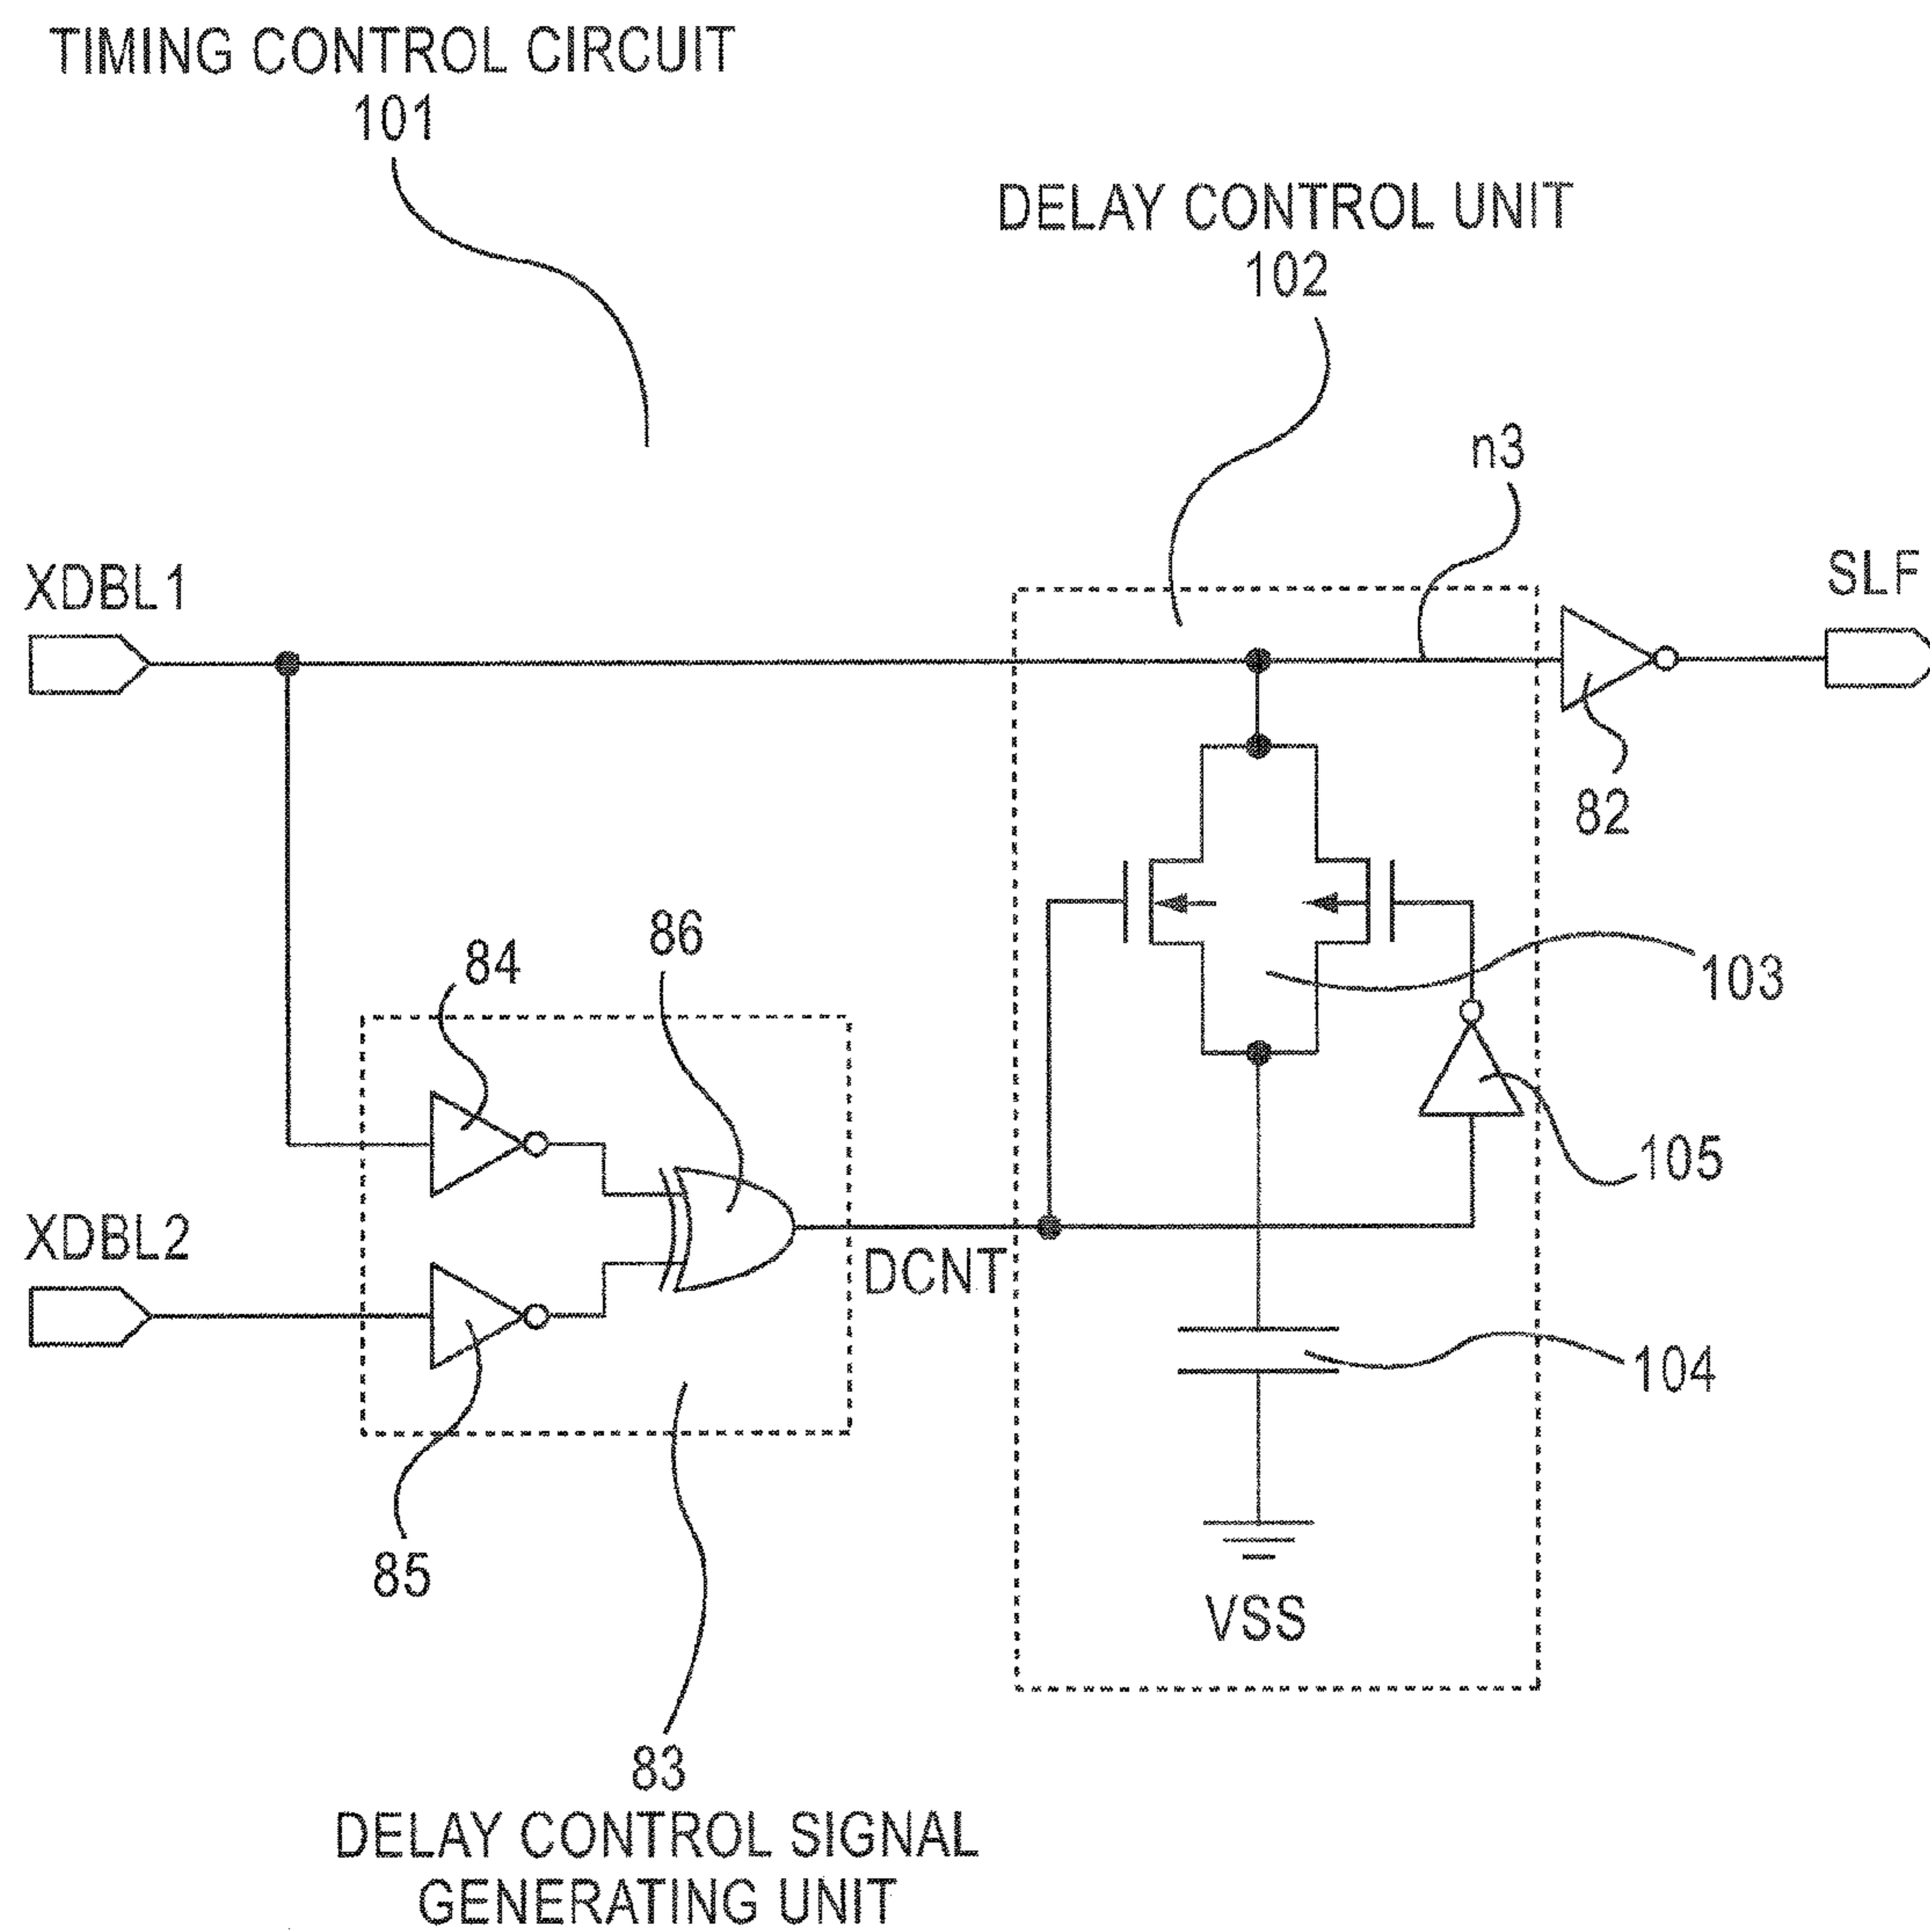 TIMING CONTROL CIRCUIT
101
DELAY CONTROL UNIT
102
n3
XDBL1
SLF
82
86
84
103
105
XDBL2
DCNT
104
85
VSS
83
DELAY CONTROL SIGNAL
GENERATING UNIT